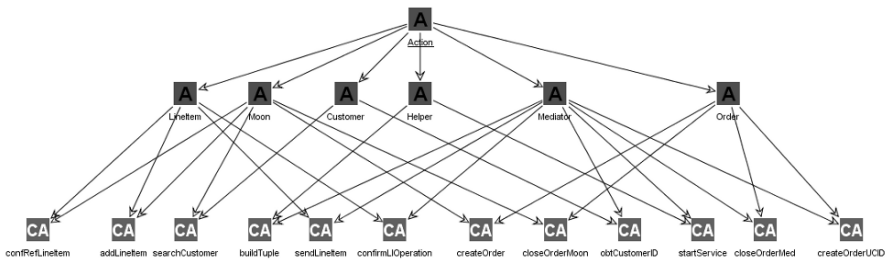 A
Action
A A A A A A
LineItem Moon Customer Helper Mediator Order
CA CA CA CA CA CA CA CA CA CA CA CA
confRefLineItem addLineItem searchCustomer buildTuple sendLineItem confirmLIOperation createOrder closeOrderMoon obtCustomerID startService closeOrderMed createOrderUCID